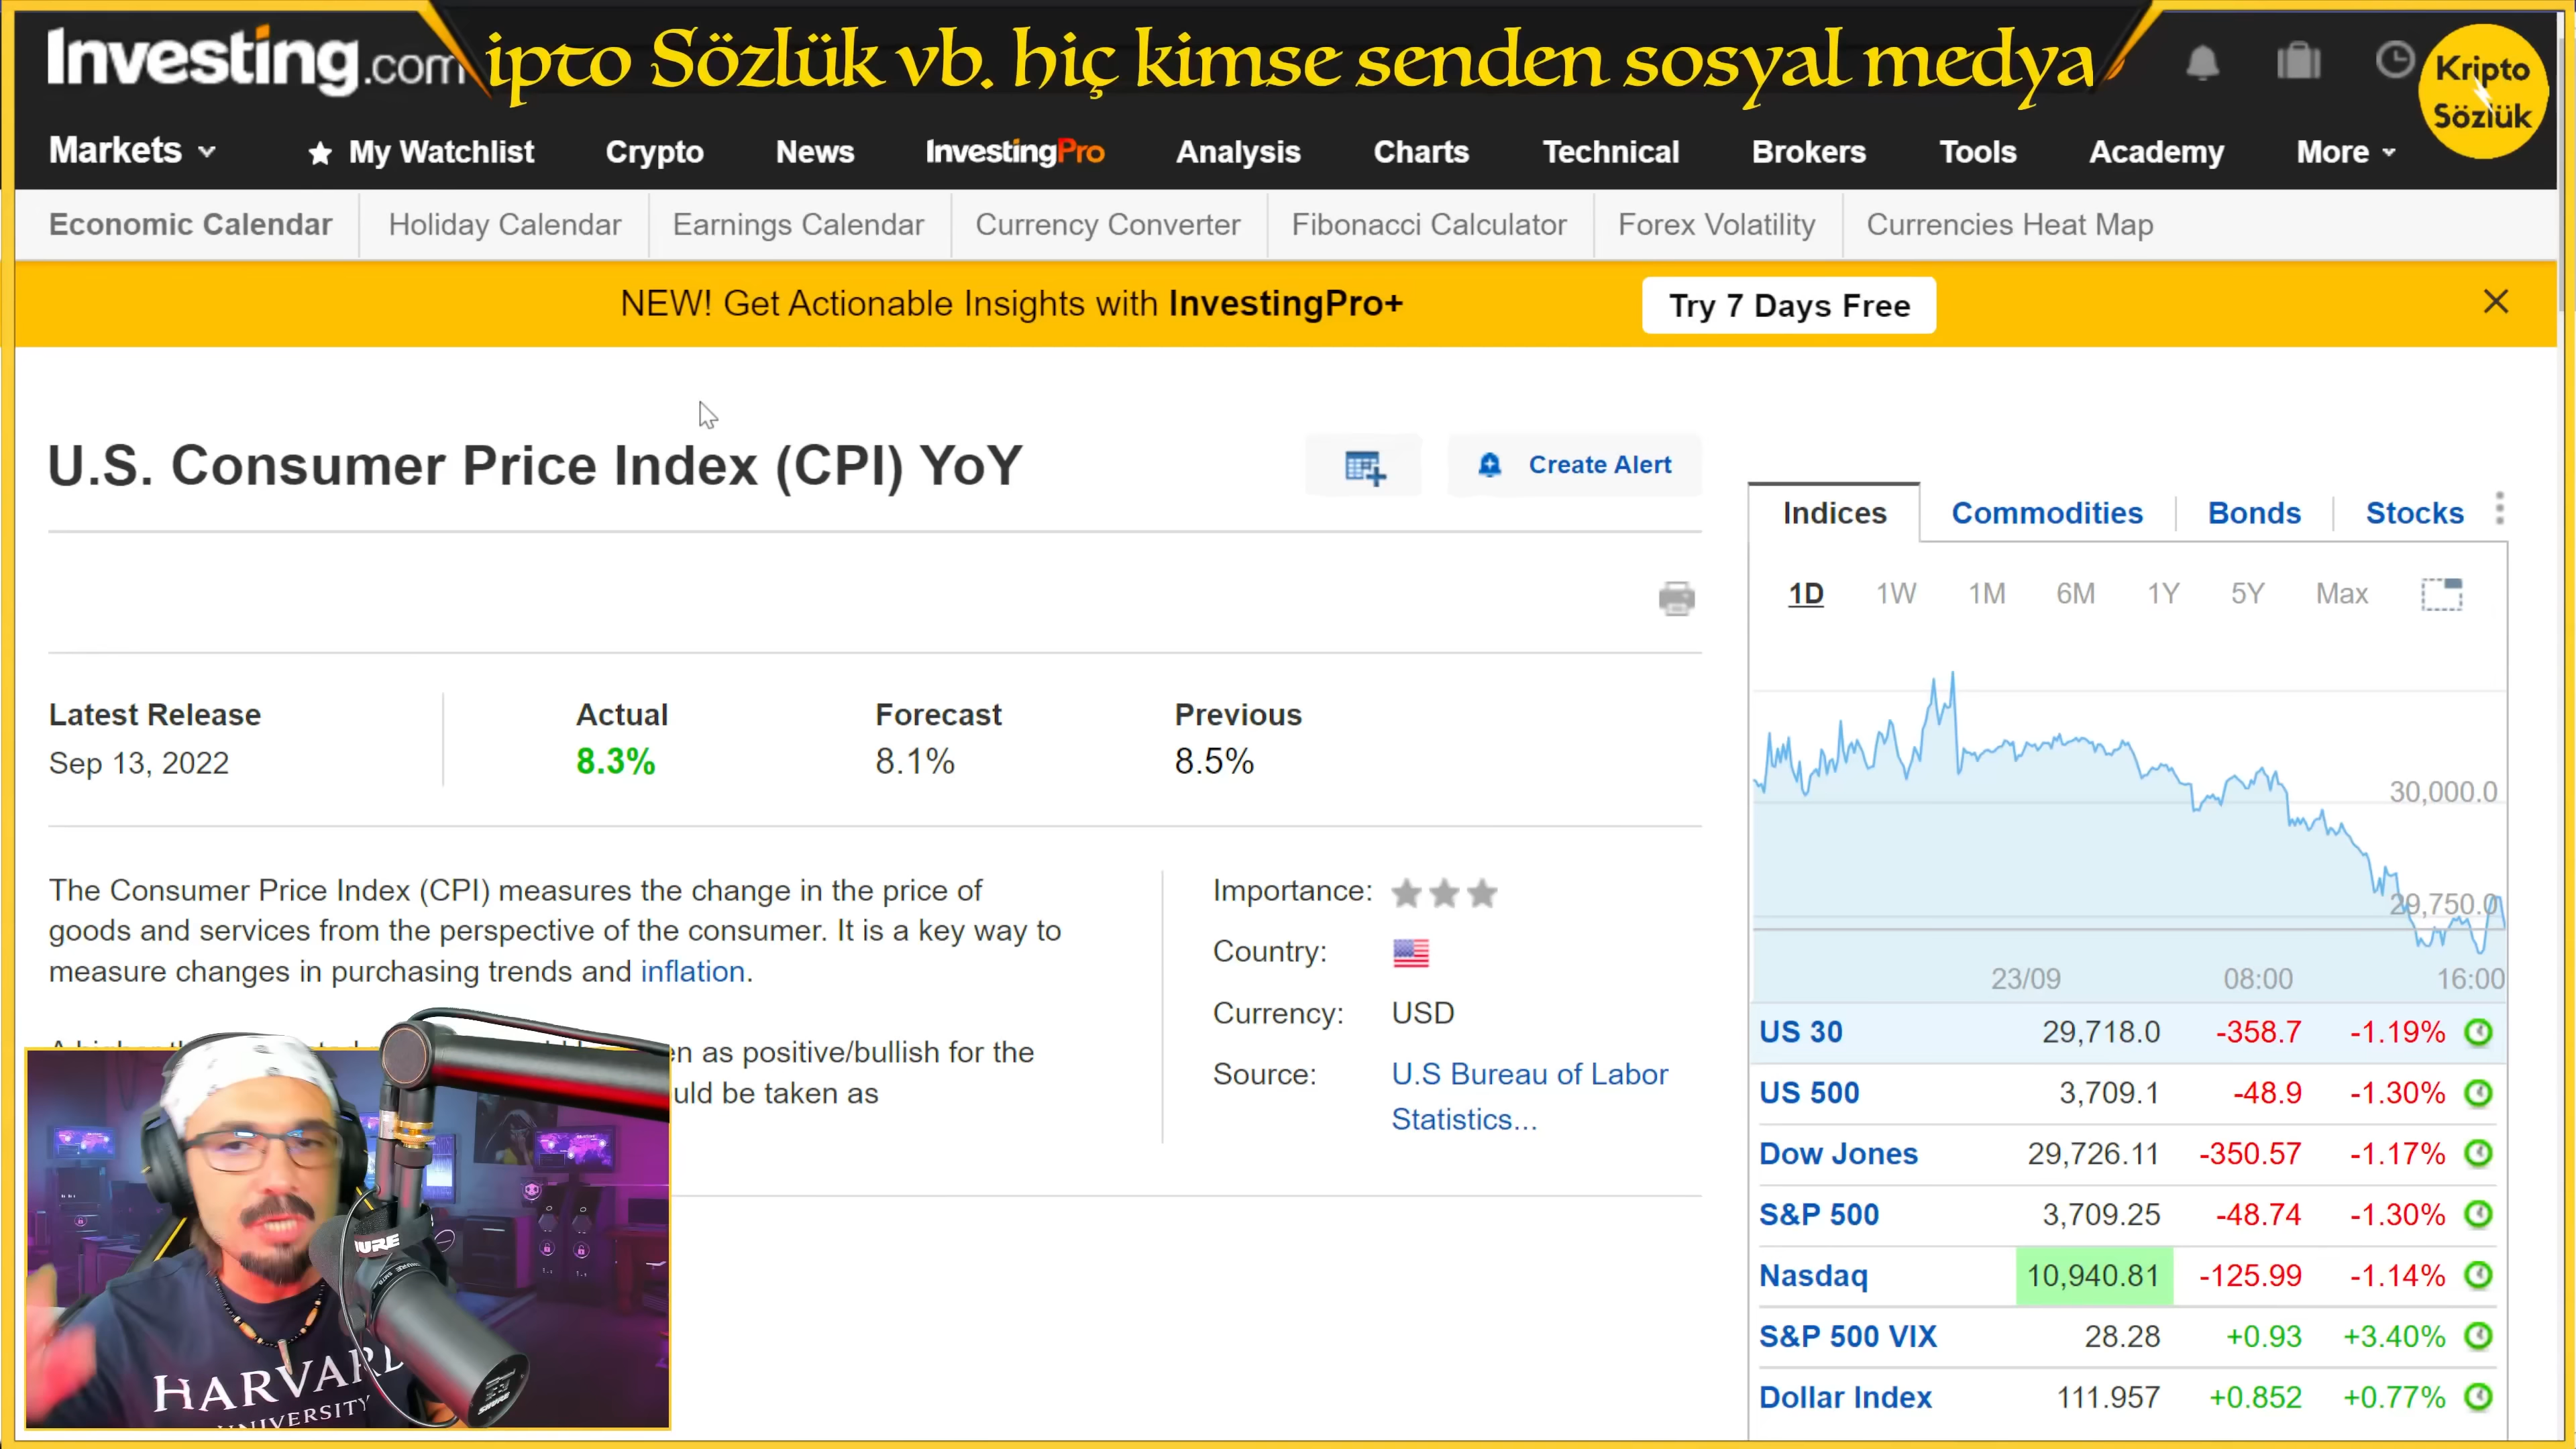 Investing.com
ipto Sözlük vb. hiç kimse senden sosyal medya
Kripto
Sözlük
Markets
My Watchlist
Crypto
News
InvestingPro
Analysis
Charts
Technical
Brokers
Tools
Academy
More
Economic Calendar
Holiday Calendar
Earnings Calendar
Currency Converter
Fibonacci Calculator
Forex Volatility
Currencies Heat Map
NEW! Get Actionable Insights with InvestingPro+
Try 7 Days Free
U.S. Consumer Price Index (CPI) YoY
Create Alert
Latest Release
Sep 13, 2022
Actual
8.3%
Forecast
8.1%
Previous
8.5%
The Consumer Price Index (CPI) measures the change in the price of
goods and services from the perspective of the consumer. It is a key way to
measure changes in purchasing trends and inflation.
as positive/bullish for the
be taken as
Importance:
Country:
Currency: USD
Source: U.S Bureau of Labor
Statistics...
Indices
Commodities
Bonds
Stocks
1D 1W 1M 6M 1Y 5Y Max
30,000.0
29,750.0
23/09 08:00 16:00
US 30 29,718.0 -358.7 -1.19%
US 500 3,709.1 -48.9 -1.30%
Dow Jones 29,726.11 -350.57 -1.17%
S&P 500 3,709.25 -48.74 -1.30%
Nasdaq 10,940.81 -125.99 -1.14%
S&P 500 VIX 28.28 +0.93 +3.40%
Dollar Index 111.957 +0.852 +0.77%
HARVARD
UNIVERSITY